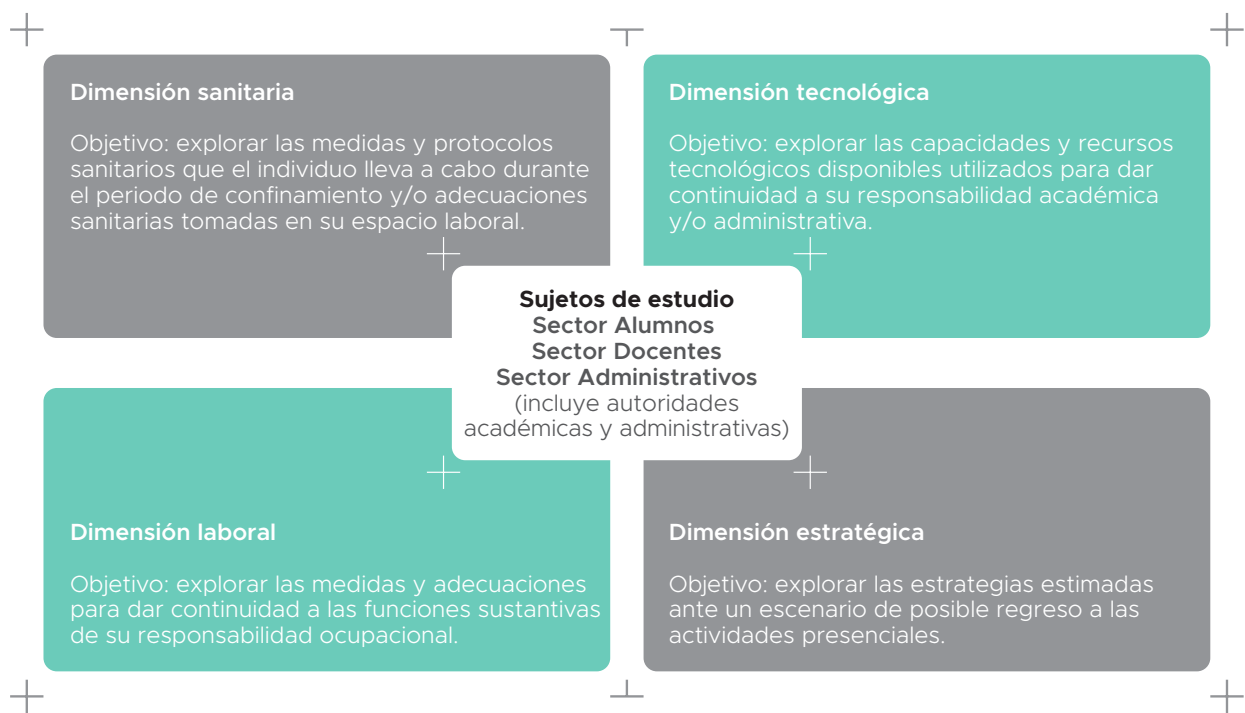 Dimensión sanitaria
Objetivo: explorar las medidas y protocolos
sanitarios que el individuo lleva a cabo durante
el periodo de confinamiento y/o adecuaciones
sanitarias tomadas en su espacio laboral.
Dimensión tecnológica
Objetivo: explorar las capacidades y recursos
tecnológicos disponibles utilizados para dar
continuidad a su responsabilidad académica
y/o administrativa.
Sujetos de estudio
Sector Alumnos
Sector Docentes
Sector Administrativos
(incluye autoridades
académicas y administrativas)
Dimensión laboral
Objetivo: explorar las medidas y adecuaciones
para dar continuidad a las funciones sustantivas
de su responsabilidad ocupacional.
Dimensión estratégica
Objetivo: explorar las estrategias estimadas
ante un escenario de posible regreso a las
actividades presenciales.